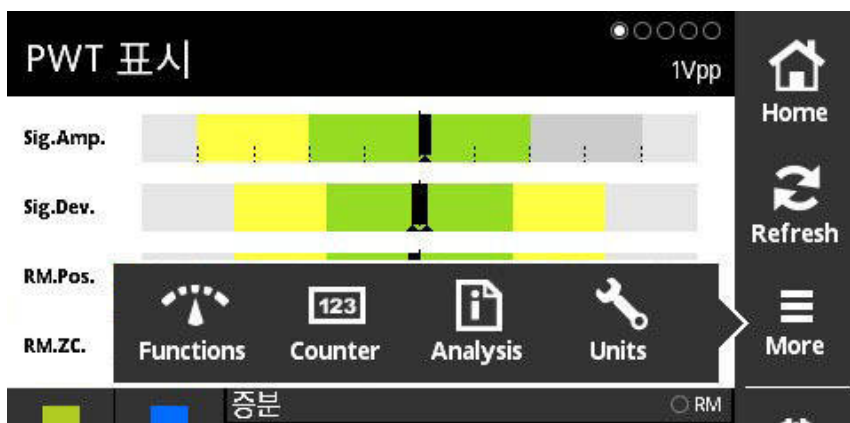 PWT 표시
1Vpp
Home
Sig.Amp.
Sig.Dev.
Refresh
RM.Pos.
123
Functions
Counter
Analysis
Units
More
RM.ZC.
증분
RM